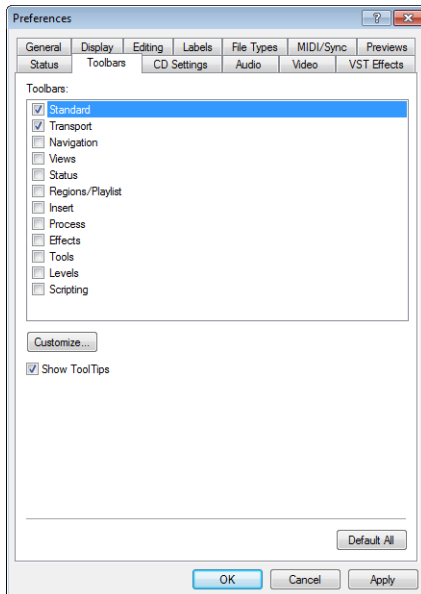 Preferences
General Display Editing Labels File Types MIDI/Sync Previews
Status Toolbars CD Settings Audio Video VST Effects
Toolbars:
Standard
Transport
Navigation
Views
Status
Regions/Playlist
Insert
Process
Effects
Tools
Levels
Scripting
Customize...
Show ToolTips
Default All
OK Cancel Apply